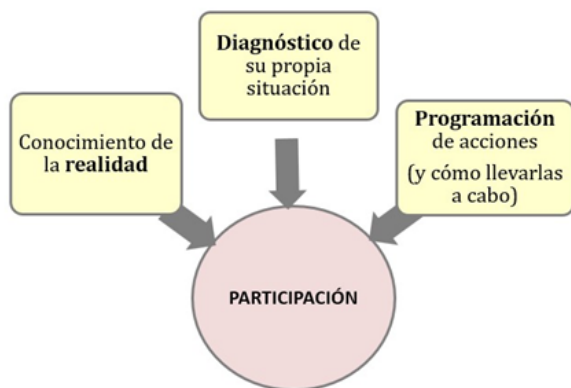 Conocimiento de
la realidad
Diagnóstico de
su propia
situación
Programación
de acciones
(y cómo llevarlas
a cabo)
PARTICIPACIÓN